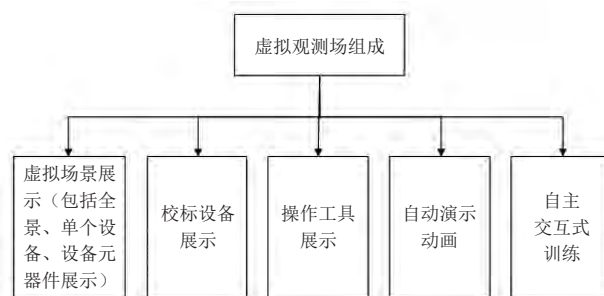 虚拟观测场组成
虚拟场景展
示（包括全
景、单个设
备、设备元
器件展示）
校标设备
展示
操作工具
展示
自动演示
动画
自主
交互式
训练